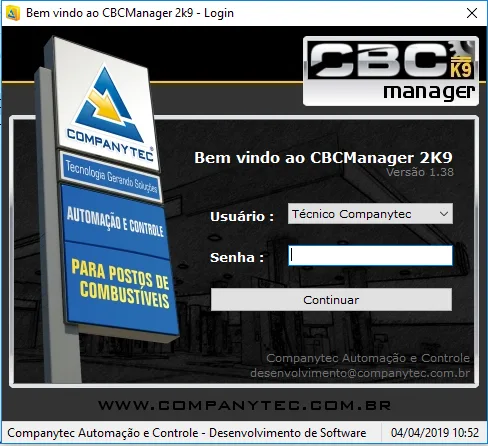 Bem vindo ao CBCManager 2k9 - Login
CBC K9
manager
COMPANYTEC
Tecnologia Gerando Soluções
AUTOMAÇÃO E CONTROLE
PARA POSTOS DE
COMBUSTÍVEIS
Bem vindo ao CBCManager 2K9
Versão 1.38
Usuário : Técnico Companytec
Senha :
Continuar
Companytec Automação e Controle
desenvolvimento@companytec.com.br
WWW.COMPANYTEC.COM.BR
Companytec Automação e Controle - Desenvolvimento de Software 04/04/2019 10:52